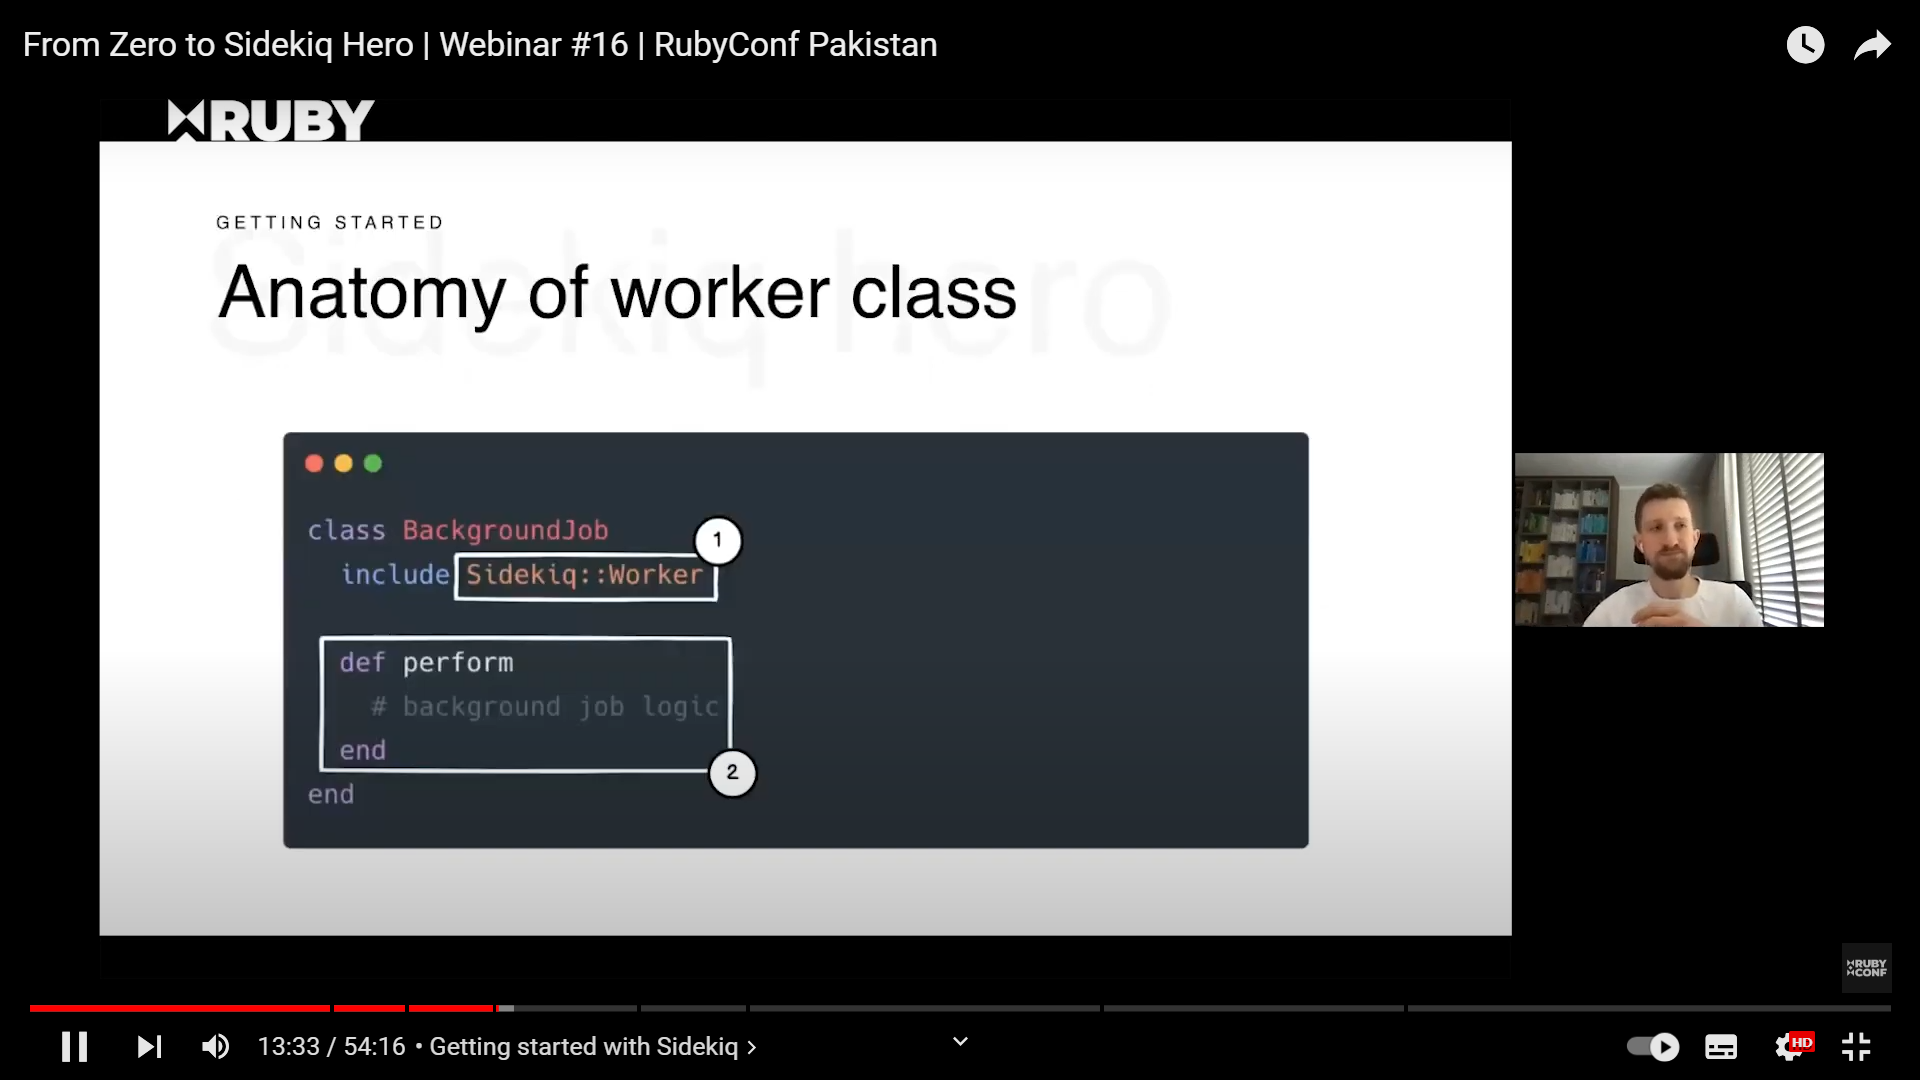 From Zero to Sidekiq Hero | Webinar #16 | RubyConf Pakistan
RUBY
GETTING STARTED
Sidekiq hero
Anatomy of worker class
class BackgroundJob
1
include Sidekiq::Worker
def perform
# background job logic
end
2
end
RUBY
CONF
13:33 / 54:16 • Getting started with Sidekiq
HD